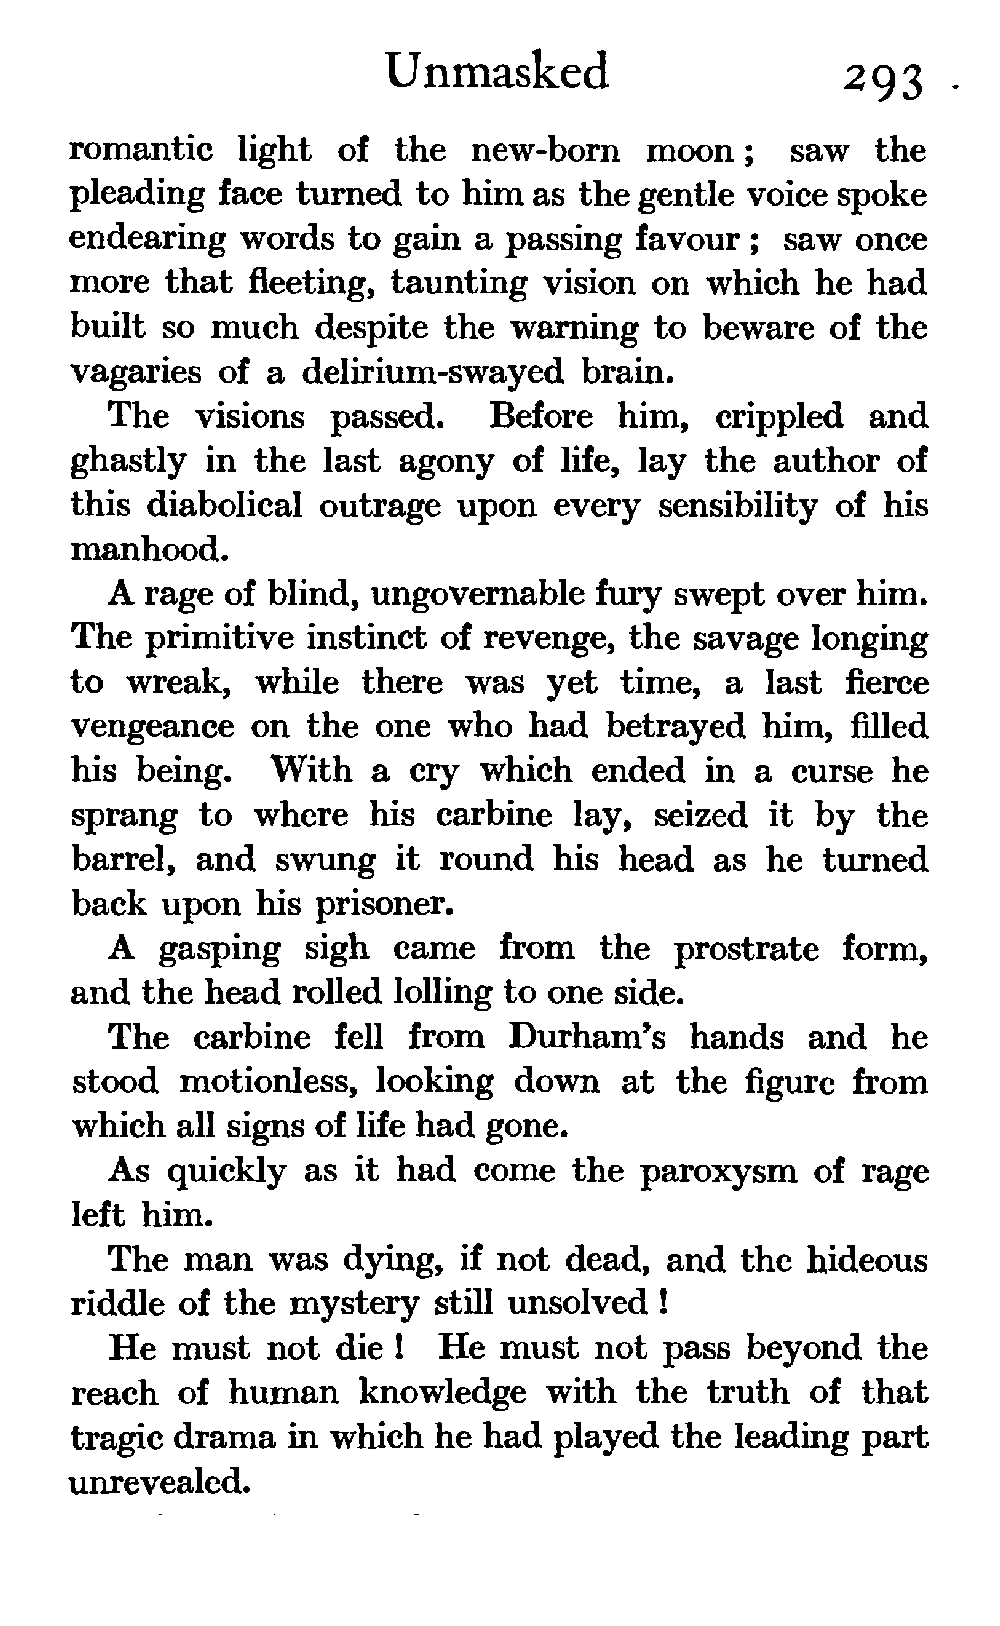 Unmasked 293
romantic light of the new-born moon ; saw the
pleading face turned to him as the gentle voice spoke
endearing words to gain a passing favour ; saw once
more that fleeting, taunting vision on which he had
built so much despite the warning to beware of the
vagaries of a delirium-swayed brain.
The visions passed. Before him, crippled and
ghastly in the last agony of life, lay the author of
this diabolical outrage upon every sensibility of his
manhood.
A rage of blind, ungovernable fury swept over him.
The primitive instinct of revenge, the savage longing
to wreak, while there was yet time, a last fierce
vengeance on the one who had betrayed him, filled
his being. With a cry which ended in a curse he
sprang to where his carbine lay, seized it by the
barrel, and swung it round his head as he turned
back upon his prisoner.
A gasping sigh came from the prostrate form,
and the head rolled lolling to one side.
The carbine fell from Durham's hands and he
stood motionless, looking down at the figure from
which all signs of life had gone.
As quickly as it had come the paroxysm of rage
left him.
The man was dying, if not dead, and the hideous
riddle of the mystery still unsolved !
He must not die ! He must not pass beyond the
reach of human knowledge with the truth of that
tragic drama in which he had played the leading part
unrevealed.